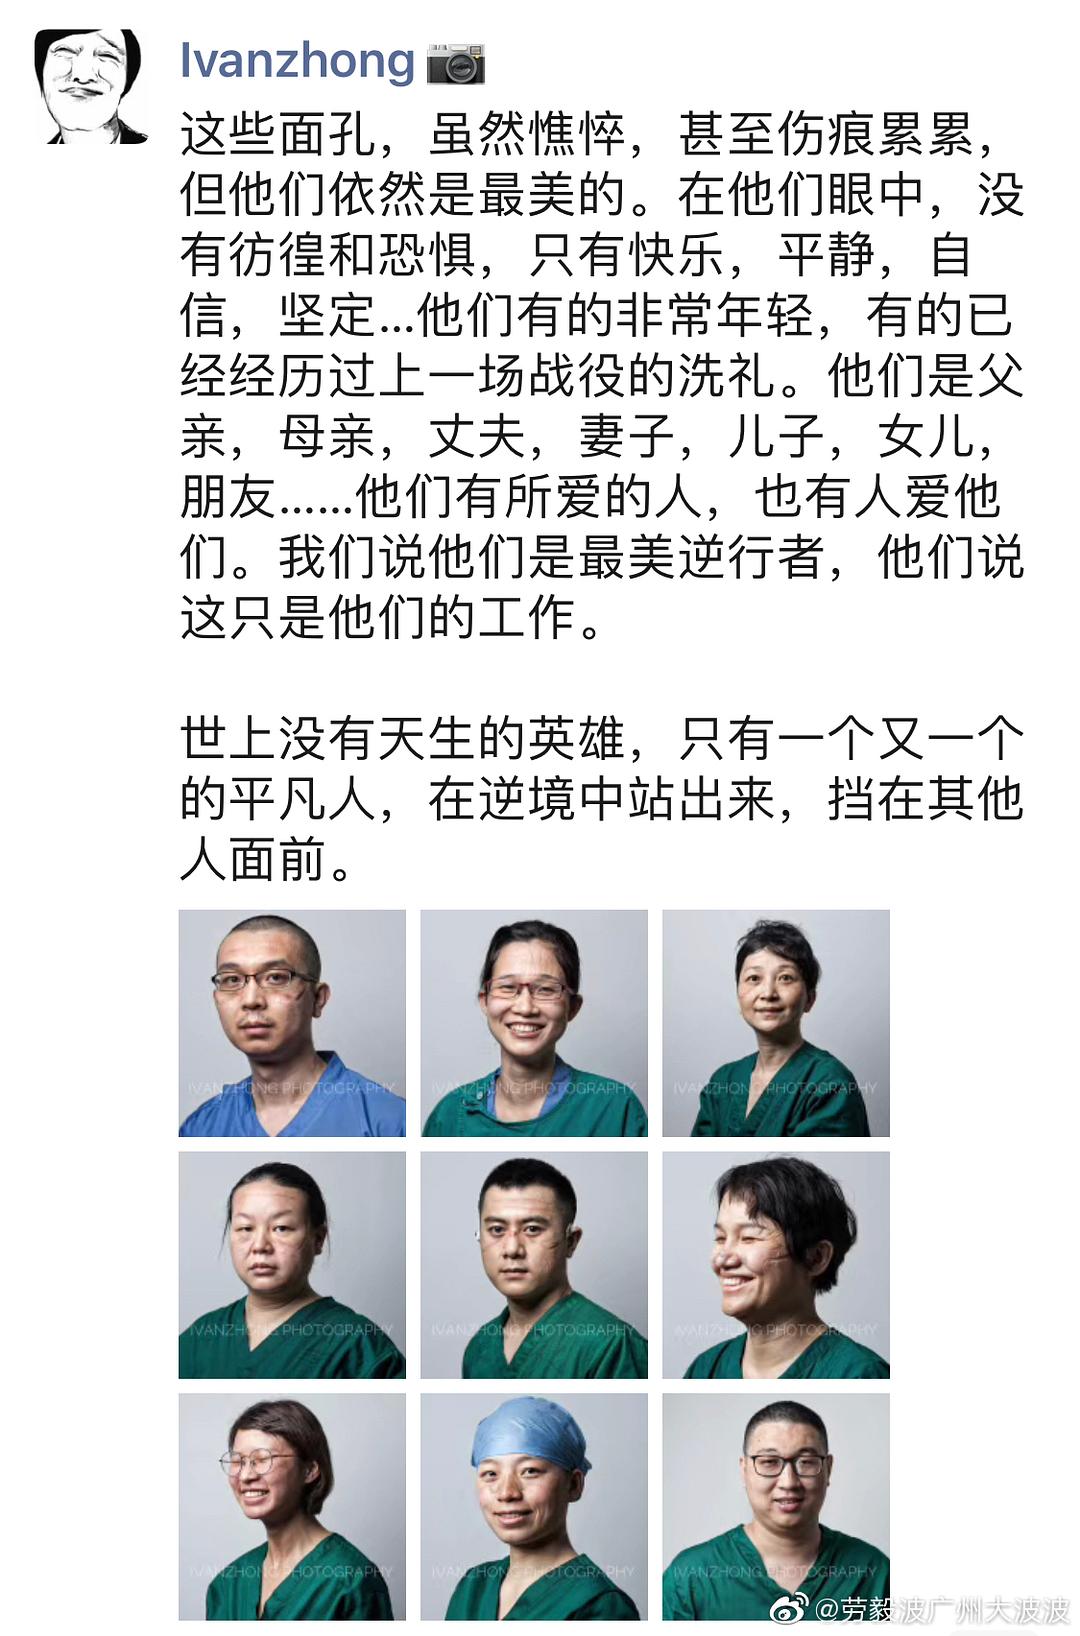 Ivanzhong
这些面孔，虽然憔悴，甚至伤痕累累，
但他们依然是最美的。在他们眼中，没
有彷徨和恐惧，只有快乐，平静，自
信，坚定...他们有的非常年轻，有的已
经经历过上一场战役的洗礼。他们是父
亲，母亲，丈夫，妻子，儿子，女儿，
朋友……他们有所爱的人，也有人爱他
们。我们说他们是最美逆行者，他们说
这只是他们的工作。
世上没有天生的英雄，只有一个又一个
的平凡人，在逆境中站出来，挡在其他
人面前。
IVANZHONG PHOTOGRAPHY
IVANZHONG PHOTOGRAPHY
IVANZHONG PHOTOGRAPHY
IVANZHONG PHOTOGRAPHY
IVANZHONG PHOTOGRAPHY
IVANZHONG PHOTOGRAPHY
IVANZHONG PHOTOGRAPHY
IVANZHONG PHOTOGRAPHY
IVANZHONG PHOTOGRAPHY
@劳毅波广州大波波